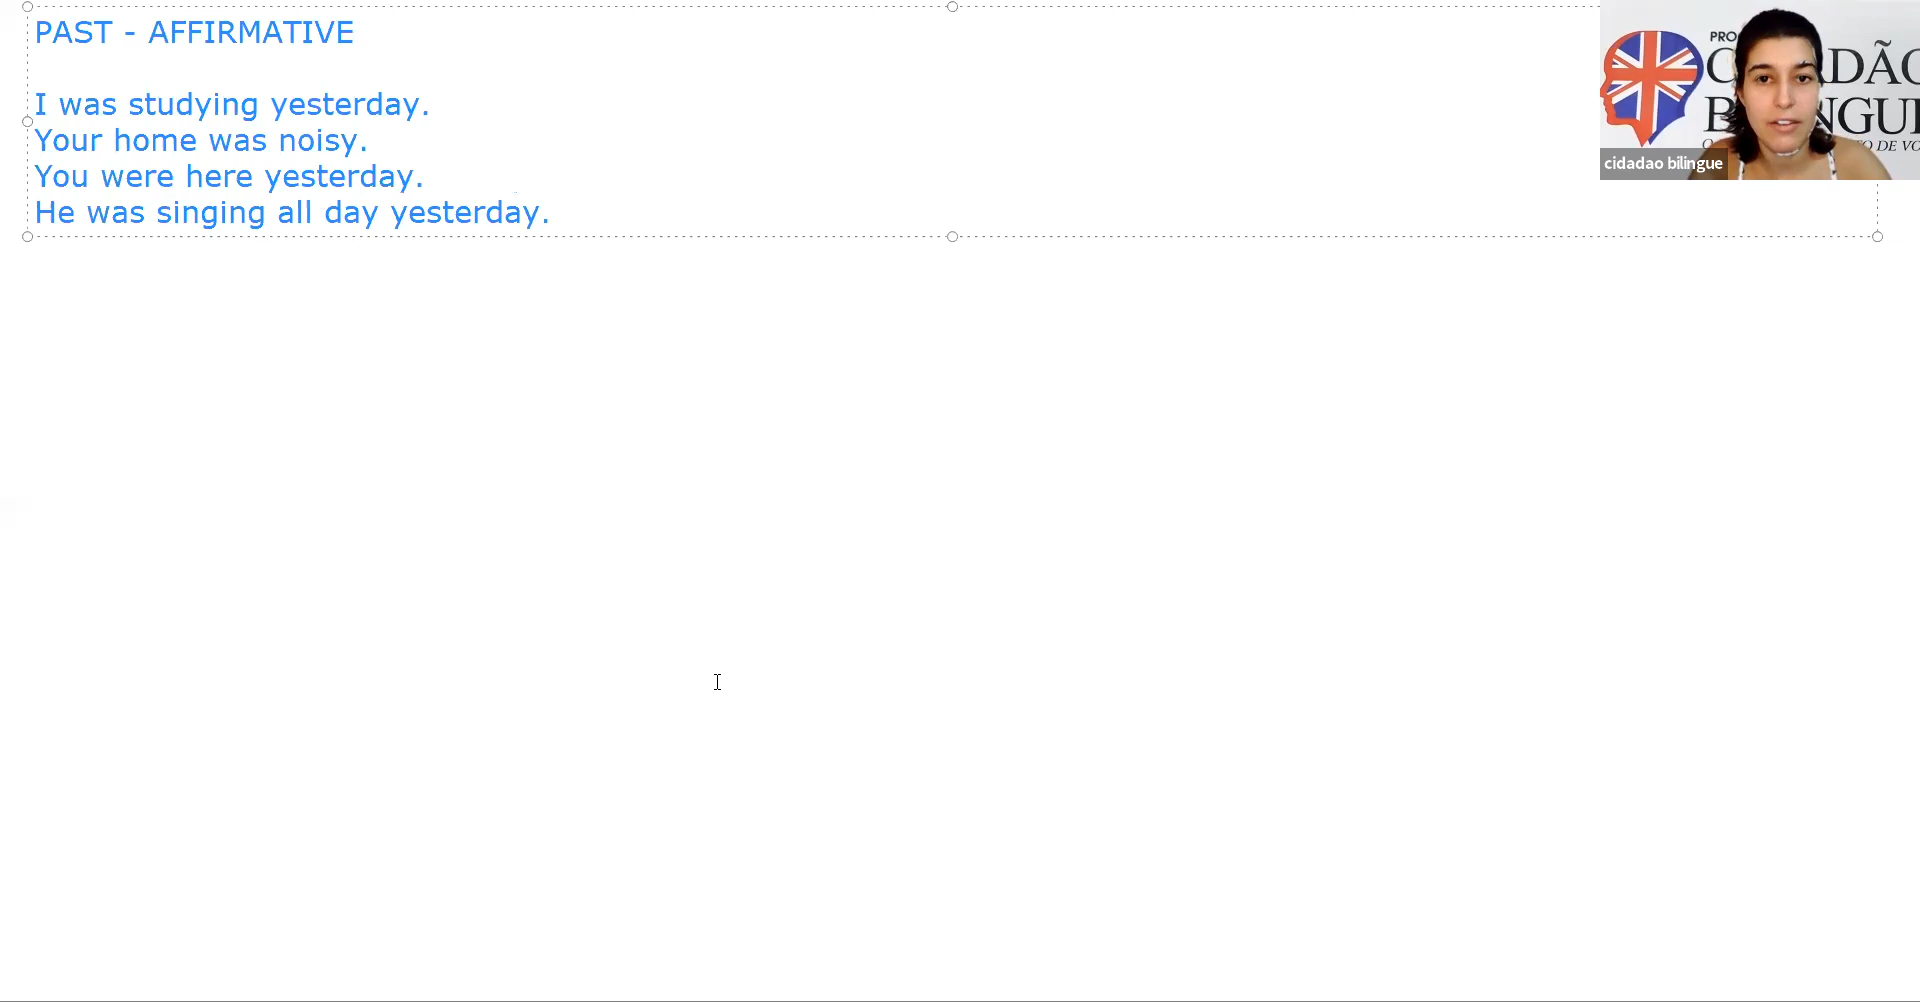 PAST - AFFIRMATIVE
I was studying yesterday.
Your home was noisy.
You were here yesterday.
He was singing all day yesterday.
cidadao bilingue